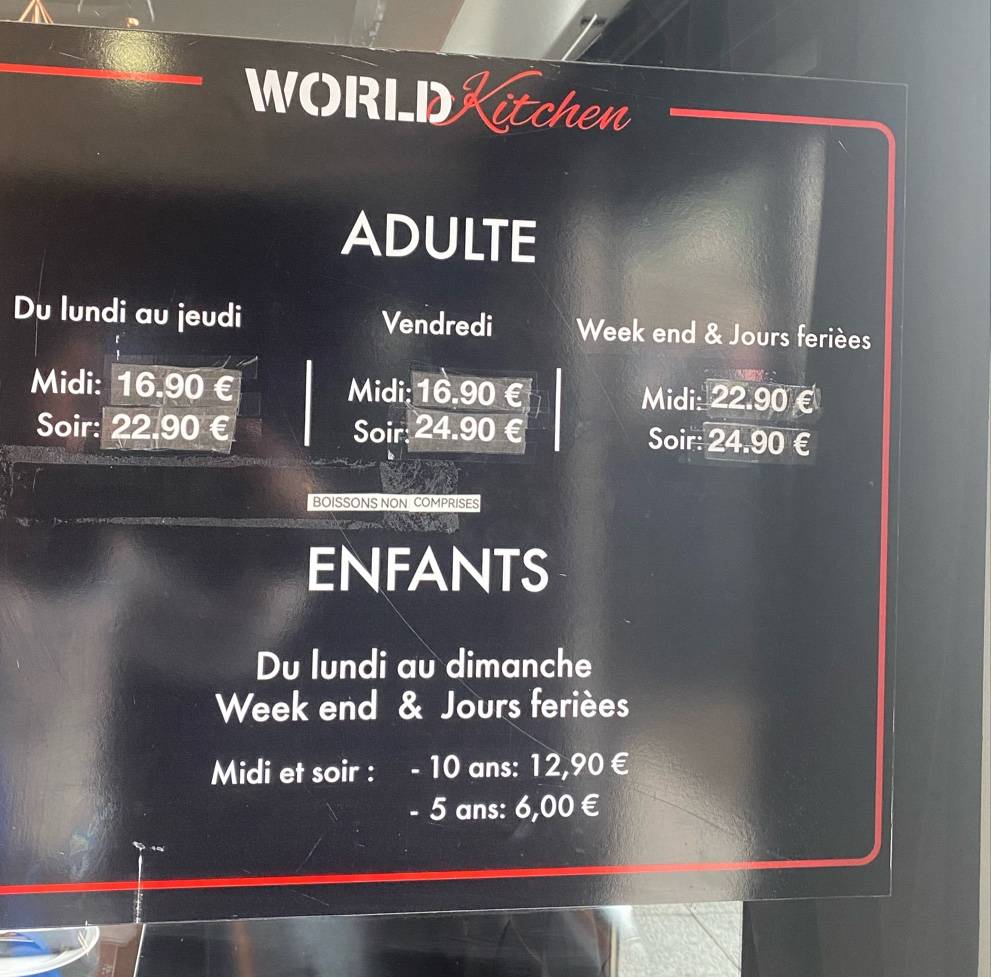 WORLD Kitchen
ADULTE
Du lundi au jeudi
Midi: 16.90 €
Soir: 22.90 €
Vendredi
Midi: 16.90 €
Soir: 24.90 €
Week end & Jours ferièes
Midi: 22.90 €
Soir: 24.90 €
BOISSONS NON COMPRISES
ENFANTS
Du lundi au dimanche
Week end & Jours ferièes
Midi et soir : - 10 ans: 12,90 €
- 5 ans: 6,00 €